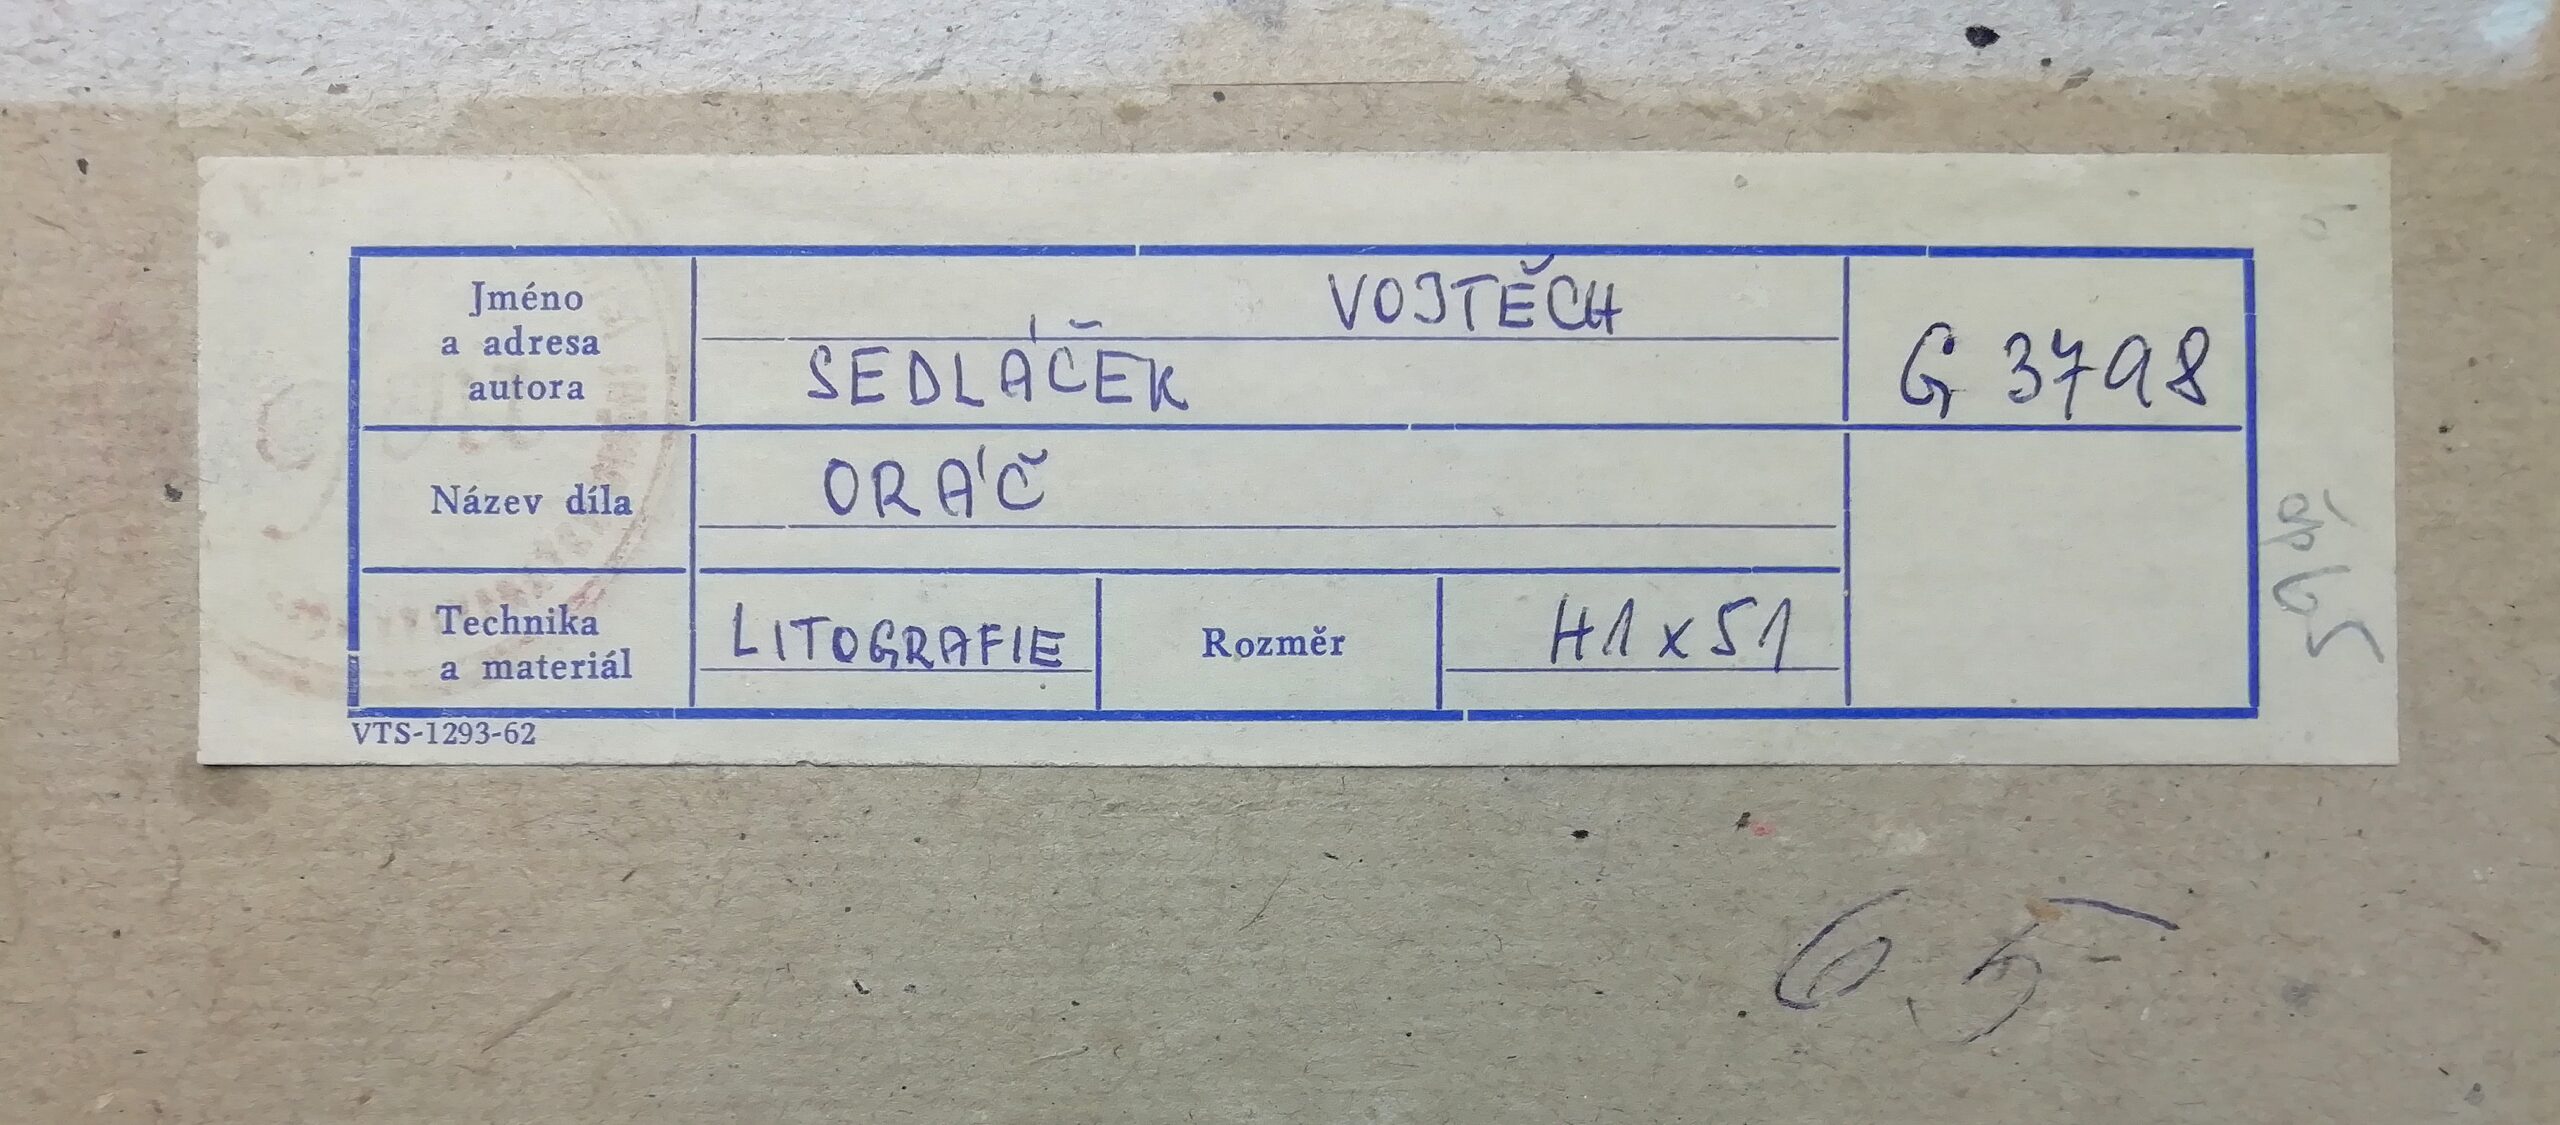 Jméno
a adresa
autora
VOJTĚCH
SEDLÁČEK
G 3798
Název díla
ORÁČ
Technika
a materiál
LITOGRAFIE
Rozměr
41 x 51
VTS-1293-62
65